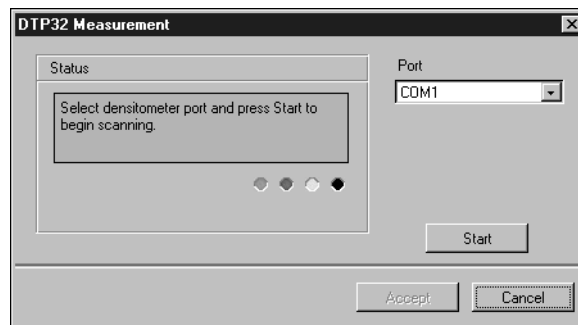 DTP32 Measurement
Status
Select densitometer port and press Start to
begin scanning.
Port
COM1
Start
Accept
Cancel